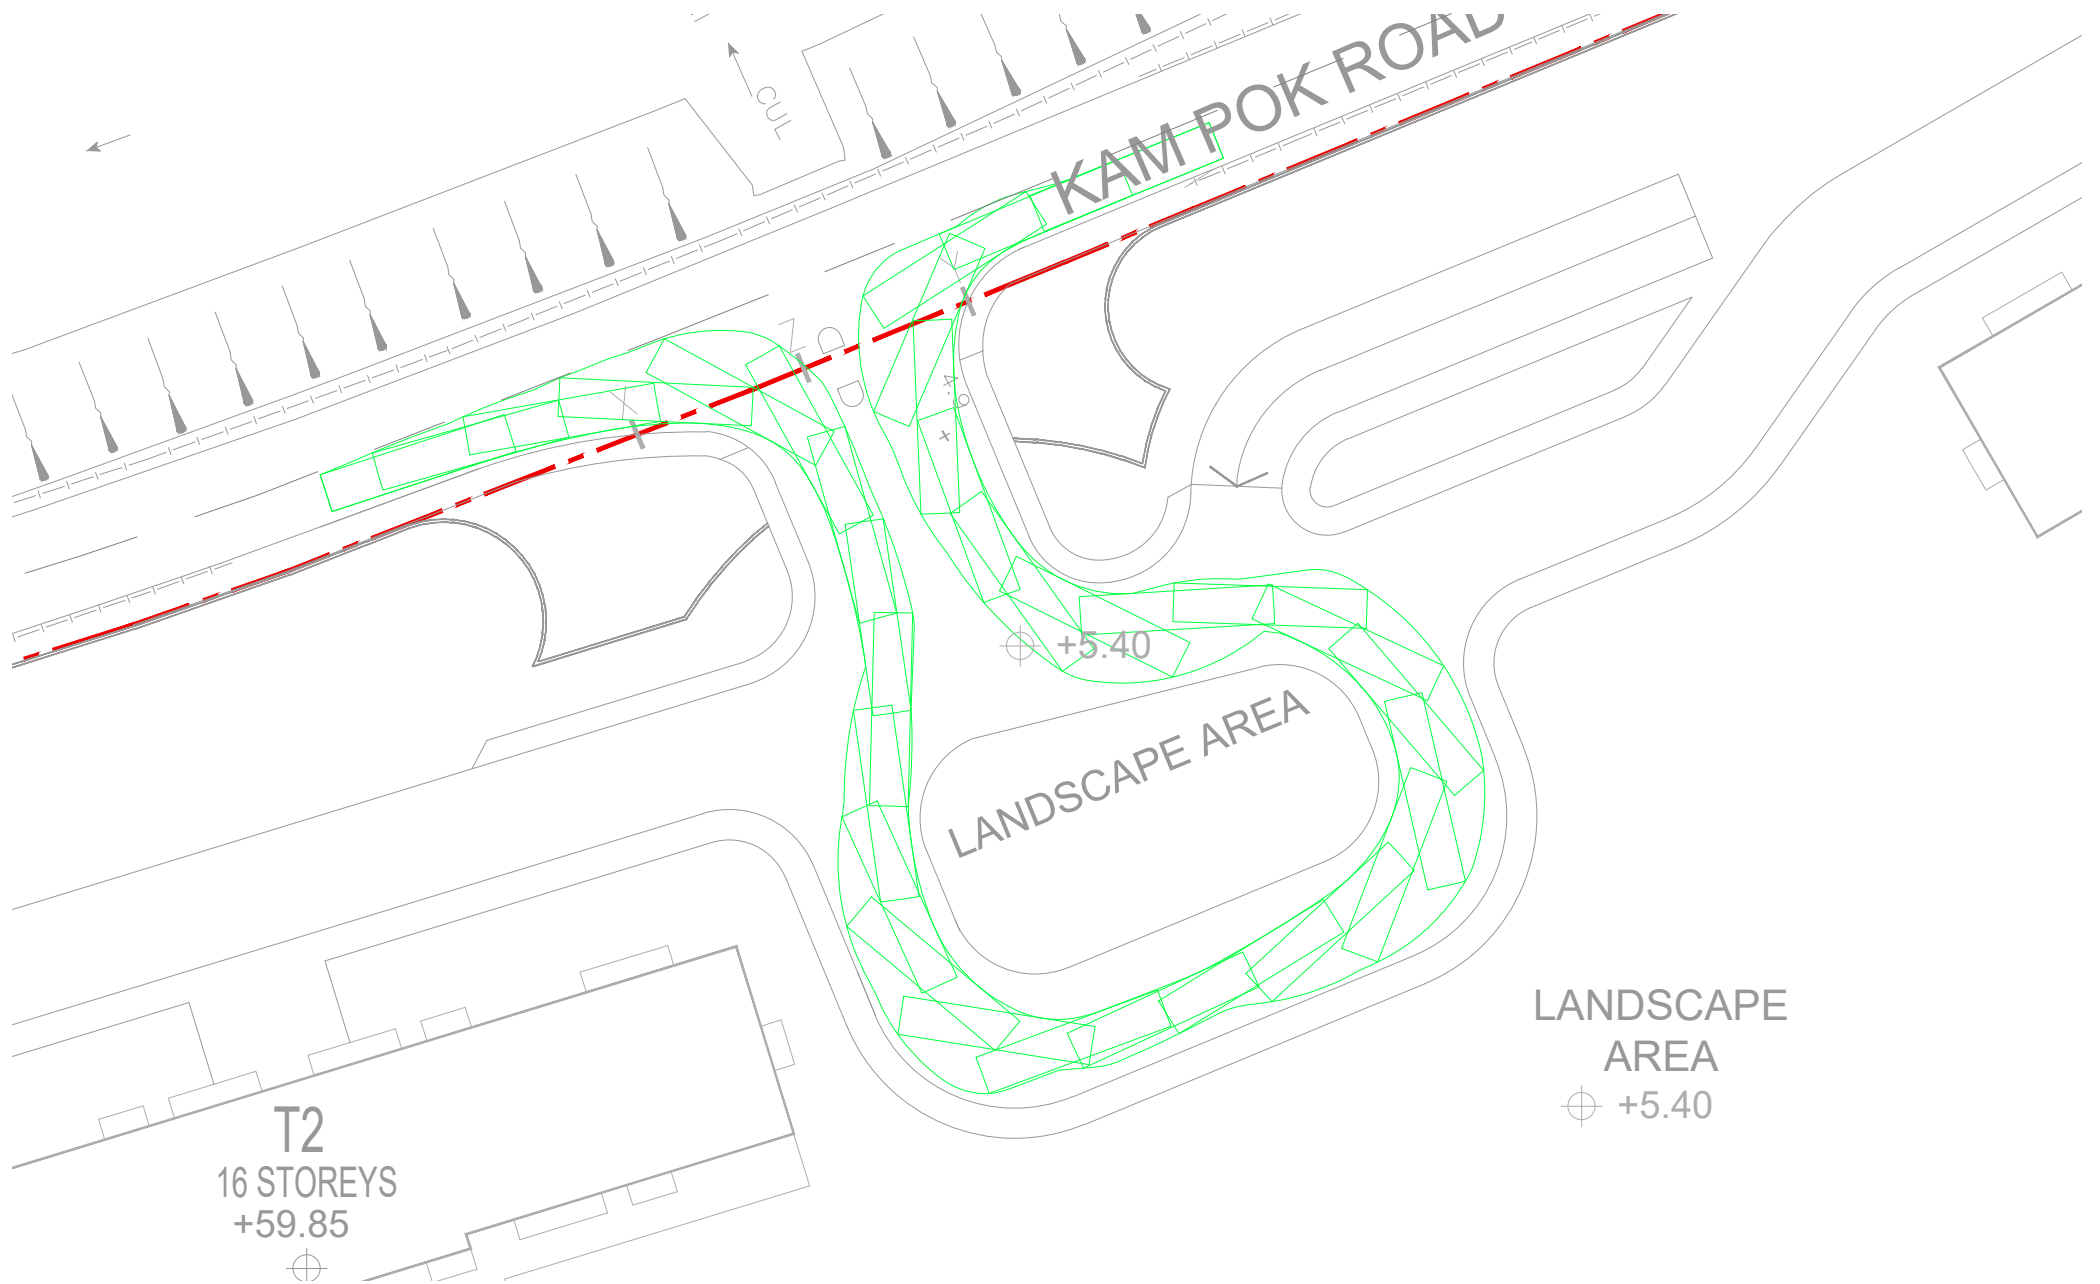 CUL
KAM POK ROAD
+5.40
LANDSCAPE AREA
LANDSCAPE
AREA
+5.40
T2
16 STOREYS
+59.85